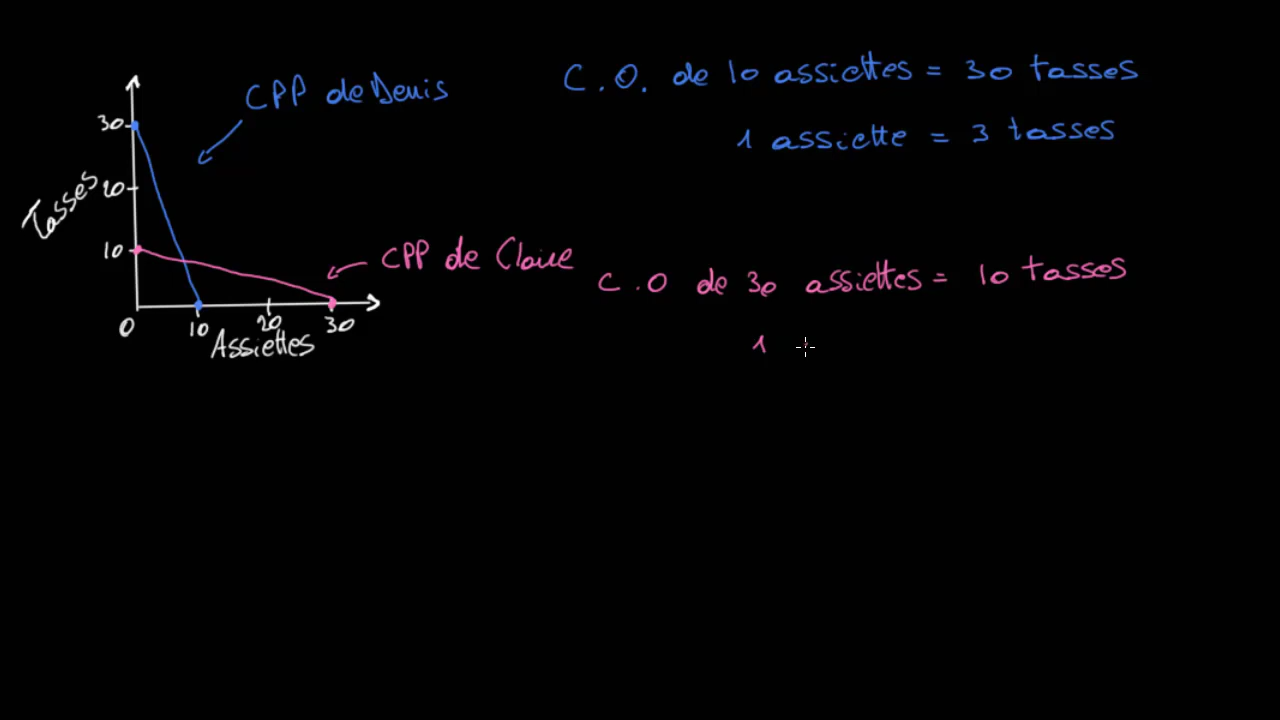 CPP de Denis
30
20
10
0
10
20
30
Tasses
Assiettes
CPP de Claire
C.O. de 10 assiettes = 30 tasses
1 assiette = 3 tasses
C.O de 30 assiettes = 10 tasses
1